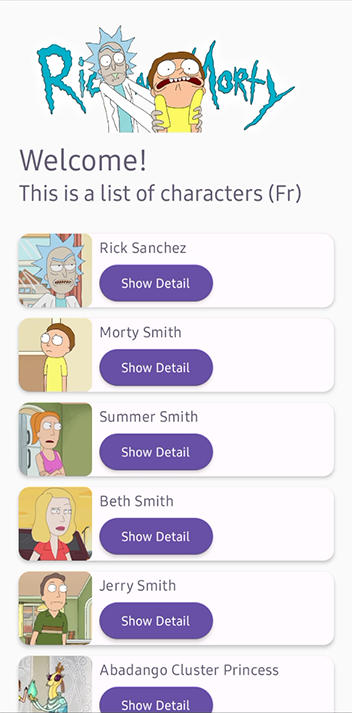 Rick and Morty
Welcome!
This is a list of characters (Fr)
Rick Sanchez
Show Detail
Morty Smith
Show Detail
Summer Smith
Show Detail
Beth Smith
Show Detail
Jerry Smith
Show Detail
Abadango Cluster Princess
Show Detail